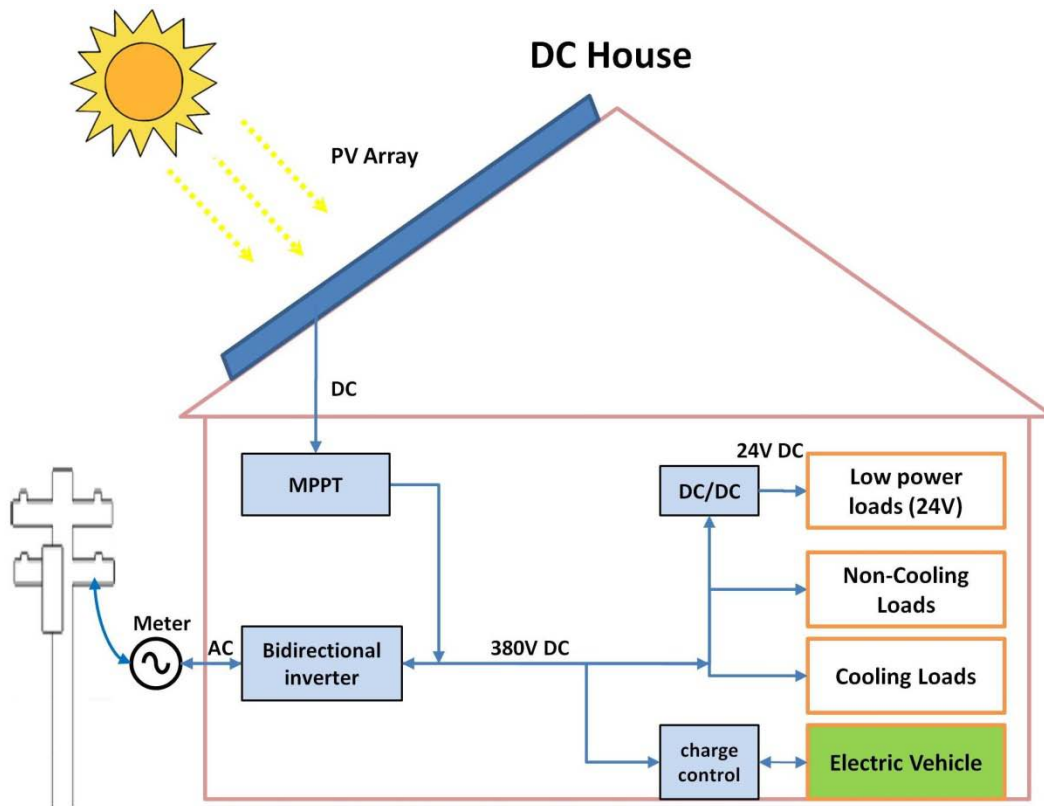 DC House
PV Array
DC
MPPT
24V DC
DC/DC
Low power
loads (24V)
Non-Cooling
Loads
Meter
AC
Bidirectional
inverter
380V DC
Cooling Loads
charge
control
Electric Vehicle